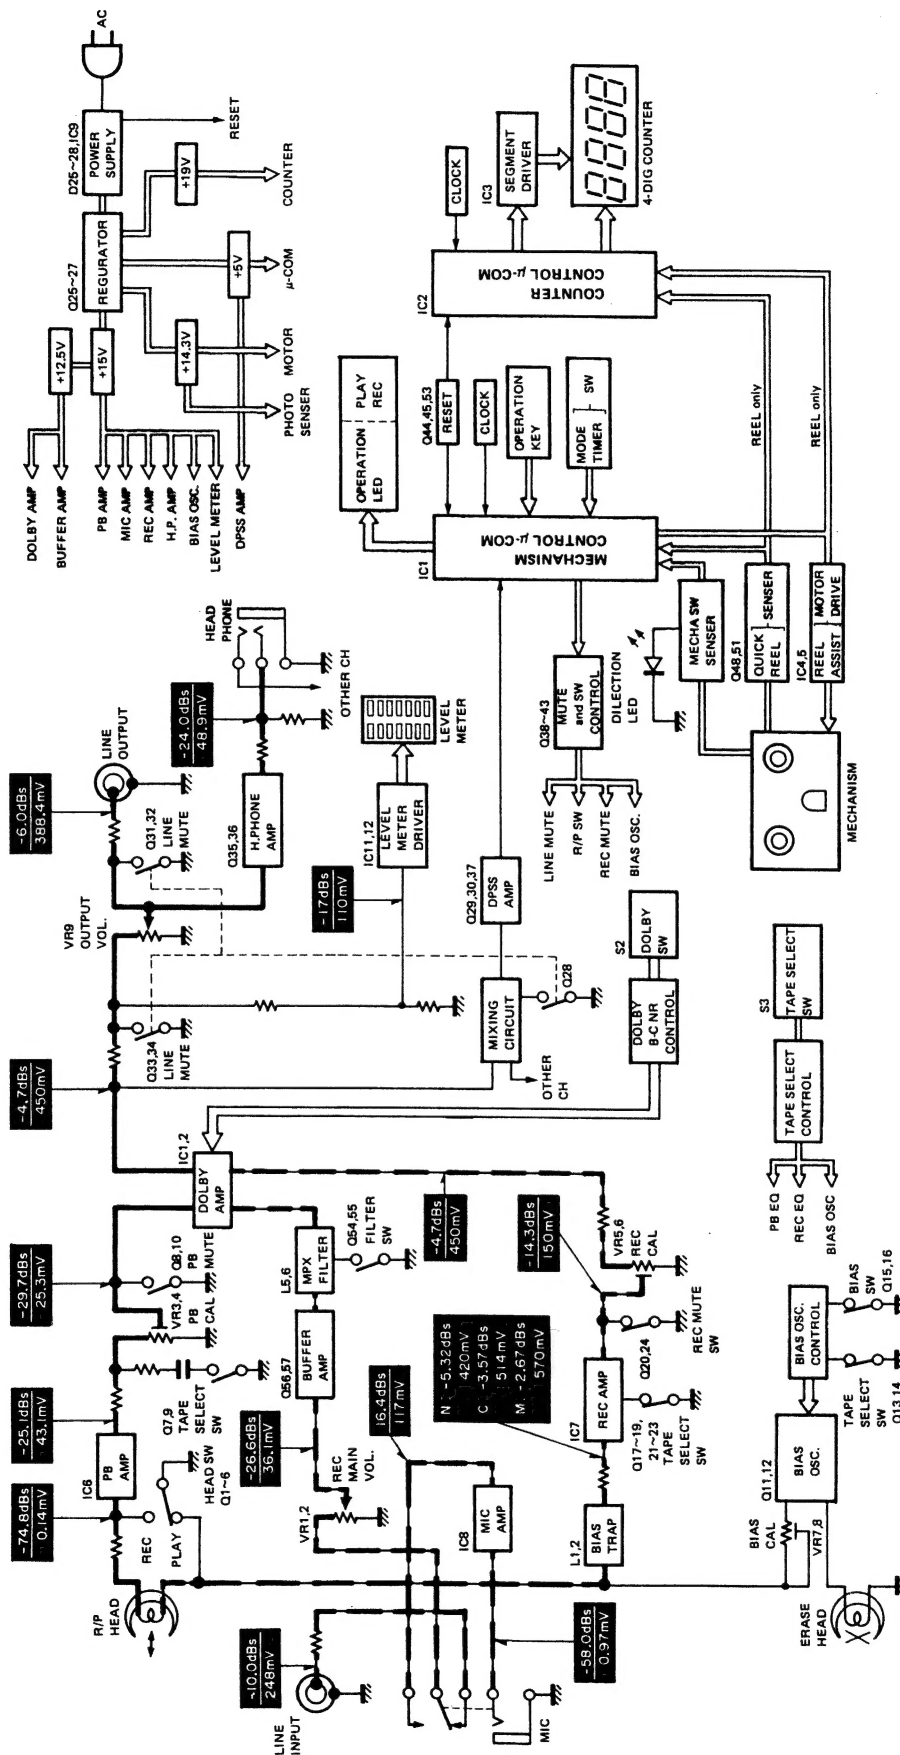 R/P
HEAD
REC
PLAY
-74.8dBs
0.14mV
HEAD SW
Q1~6
IC6
PB
AMP
-25.1dBs
43.1mV
Q7,9
TAPE
SELECT
SW
VR3,4
PB
CAL
-29.7dBs
25.3mV
Q8,10
PB
MUTE
IC1,2
DOLBY
AMP
-4.7dBs
450mV
Q33,34
LINE
MUTE
VR9
OUTPUT
VOL.
Q31,32
LINE
MUTE
-6.0dBs
388.4mV
LINE
OUTPUT
Q35,36
H.PHONE
AMP
-24.0dBs
48.9mV
HEAD
PHONE
OTHER CH
-17dBs
110mV
IC11,12
LEVEL
METER
DRIVER
LEVEL
METER
LINE
INPUT
-10.0dBs
248mV
VR1,2
REC
MAIN
VOL.
-26.6dBs
36.1mV
Q56,57
BUFFER
AMP
L5,6
MPX
FILTER
Q54,55
FILTER
SW
MIC
-58.0dBs
0.97mV
IC8
MIC
AMP
-16.4dBs
117mV
L1,2
BIAS
TRAP
N -5.32dBs
420mV
C -3.57dBs
514mV
M -2.67dBs
570mV
IC7
REC AMP
Q17~19,
21~23
TAPE
SELECT
SW
Q20,24
REC MUTE
SW
-14.3dBs
150mV
VR5,6
REC
CAL
-4.7dBs
450mV
MIXING
CIRCUIT
OTHER
CH
Q28
Q29,30,37
DPSS
AMP
DOLBY
B-C NR
CONTROL
S2
DOLBY
SW
ERASE
HEAD
BIAS
CAL
VR7,8
Q11,12
BIAS
OSC.
BIAS OSC.
CONTROL
TAPE
SELECT
SW
Q13,14
BIAS
SW
Q15,16
PB EQ
REC EQ
BIAS OSC
TAPE SELECT
CONTROL
S3
TAPE SELECT
SW
AC
D25~28,IC9
POWER
SUPPLY
RESET
Q25~27
REGURATOR
+12.5V
+15V
+14.3V
+19V
+5V
DOLBY AMP
BUFFER AMP
PB AMP
MIC AMP
REC AMP
H.P. AMP
BIAS OSC.
LEVEL METER
DPSS AMP
PHOTO
SENSER
MOTOR
μ-COM
COUNTER
OPERATION PLAY
LED REC
IC1
MECHANISM
CONTROL μ-COM
Q44,45,53
RESET
CLOCK
OPERATION
KEY
MODE SW
TIMER
IC2
COUNTER
CONTROL μ-COM
CLOCK
IC3
SEGMENT
DRIVER
8888
4-DIG COUNTER
Q38~43
MUTE
and SW
CONTROL
LINE MUTE
R/P SW
REC MUTE
BIAS OSC.
DILECTION
LED
MECHA SW
SENSER
Q48,51
QUICK SENSER
REEL
IC4,5
REEL MOTOR
ASSIST DRIVE
REEL only
REEL only
MECHANISM